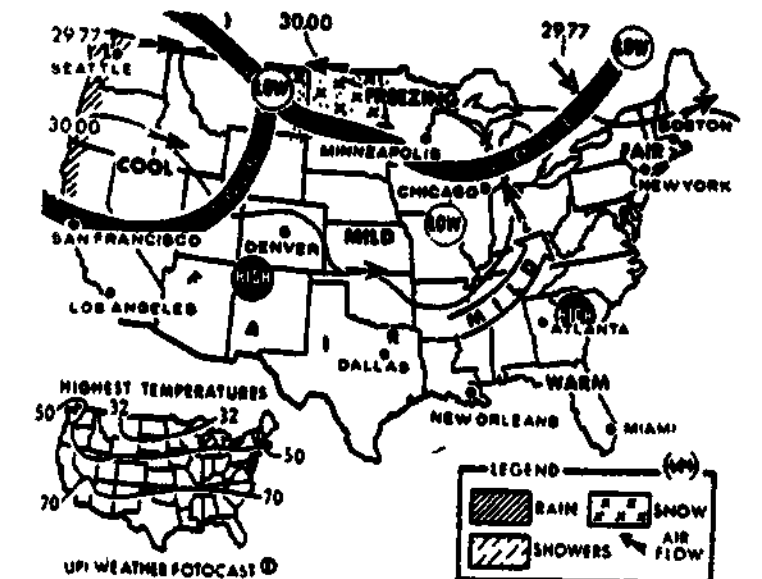 30.00
29.77
29.77
LOW
SEATTLE
LOW
FREEZING
30.00
BOSTON
MINNEAPOLIS
FAIR
COOL
CHICAGO
NEW YORK
LOW
SAN FRANCISCO
DENVER
MILD
HIGH
MILD
LOS ANGELES
F
A
I
R
ATLANTA
DALLAS
HIGHEST TEMPERATURES
WARM
50
32
32
NEW ORLEANS
MIAMI
50
LEGEND
70
70
RAIN
SNOW
SHOWERS
AIR
FLOW
UPI WEATHER FOTOCAST